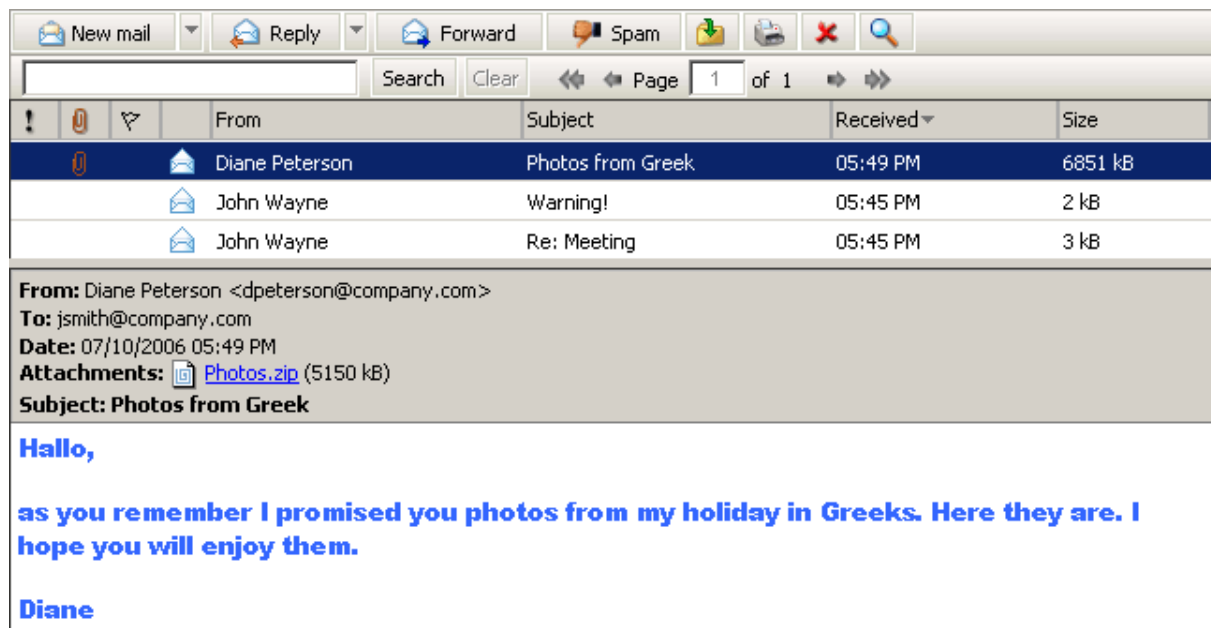 New mail Reply Forward Spam
Search Clear Page 1 of 1
! From Subject Received Size
Diane Peterson Photos from Greek 05:49 PM 6851 kB
John Wayne Warning! 05:45 PM 2 kB
John Wayne Re: Meeting 05:45 PM 3 kB
From: Diane Peterson <dpeterson@company.com>
To: jsmith@company.com
Date: 07/10/2006 05:49 PM
Attachments: Photos.zip (5150 kB)
Subject: Photos from Greek
Hallo,
as you remember I promised you photos from my holiday in Greeks. Here they are. I
hope you will enjoy them.
Diane